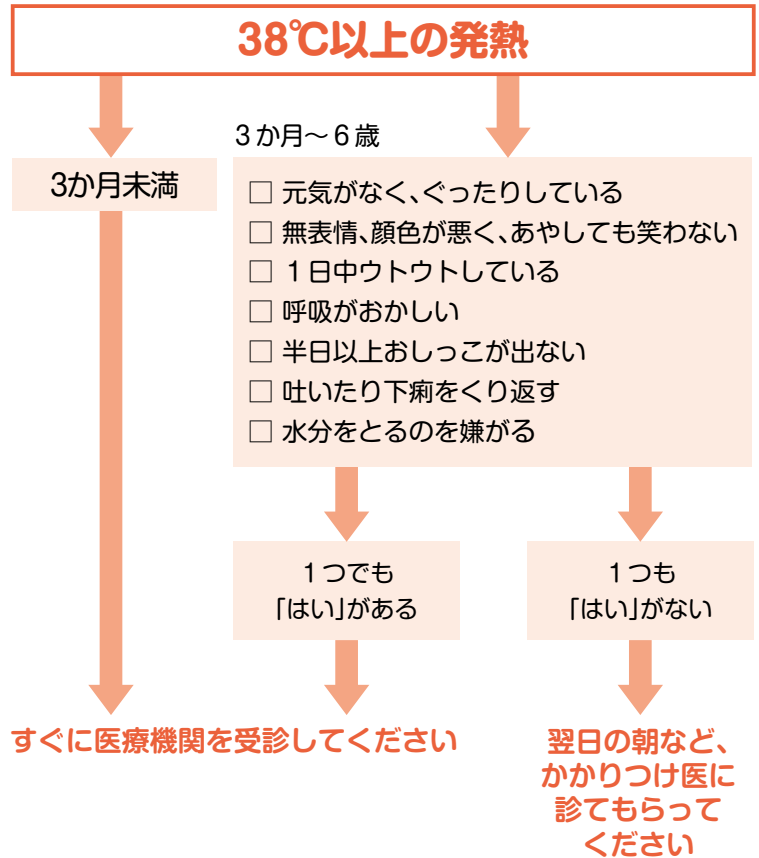 38℃以上の発熱
3か月未満
3か月〜6歳
□ 元気がなく、ぐったりしている
□ 無表情、顔色が悪く、あやしても笑わない
□ 1日中ウトウトしている
□ 呼吸がおかしい
□ 半日以上おしっこが出ない
□ 吐いたり下痢をくり返す
□ 水分をとるのを嫌がる
1つでも
「はい」がある
1つも
「はい」がない
すぐに医療機関を受診してください
翌日の朝など、
かかりつけ医に
診てもらって
ください